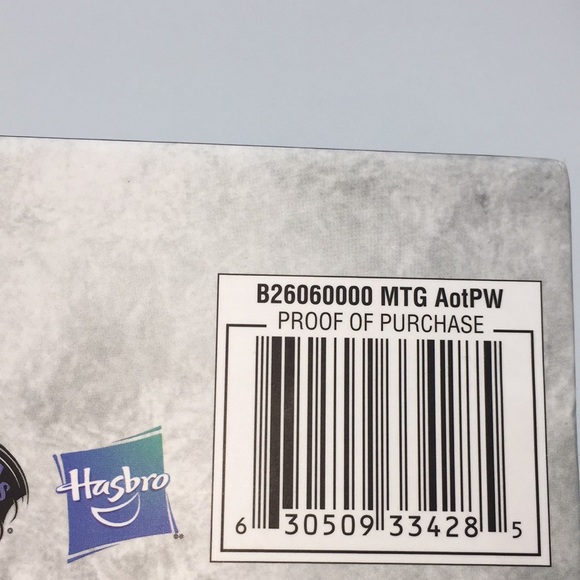 B26060000 MTG AotPW
PROOF OF PURCHASE
Hasbro
6 30509 33428 5